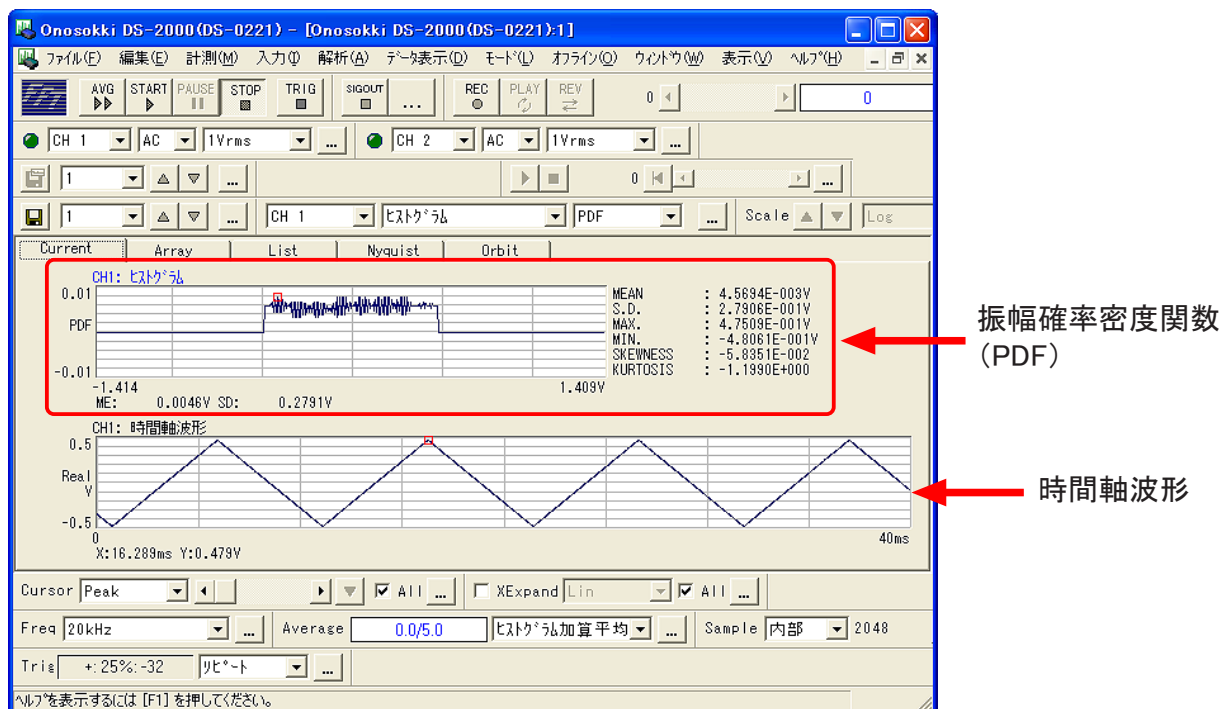 Onosokki DS-2000(DS-0221) - [Onosokki DS-2000(DS-0221):1]
ファイル(F) 編集(E) 計測(M) 入力(I) 解析(A) データ表示(D) モード(L) オフライン(O) ウィンドウ(W) 表示(V) ヘルプ(H)
AVG START PAUSE STOP TRIG SIGOUT ... REC PLAY REV 0 0
CH 1 AC 1Vrms ... CH 2 AC 1Vrms ...
1 ... 0 ...
1 ... CH 1 ヒストグラム PDF ... Scale Log
Current Array List Nyquist Orbit
CH1: ヒストグラム
0.01
PDF
-0.01
-1.414 1.409V
ME: 0.0046V SD: 0.2791V
MEAN : 4.5694E-003V
S.D. : 2.7906E-001V
MAX. : 4.7509E-001V
MIN. : -4.8061E-001V
SKEWNESS : -5.8351E-002
KURTOSIS : -1.1990E+000
振幅確率密度関数
(PDF)
CH1: 時間軸波形
0.5
Real
V
-0.5
0 40ms
X:16.289ms Y:0.479V
時間軸波形
Cursor Peak All ... XExpand Lin All ...
Freq 20kHz ... Average 0.0/5.0 ヒストグラム加算平均 ... Sample 内部 2048
Trig +: 25%:-32 リピート ...
ヘルプを表示するには [F1] を押してください。